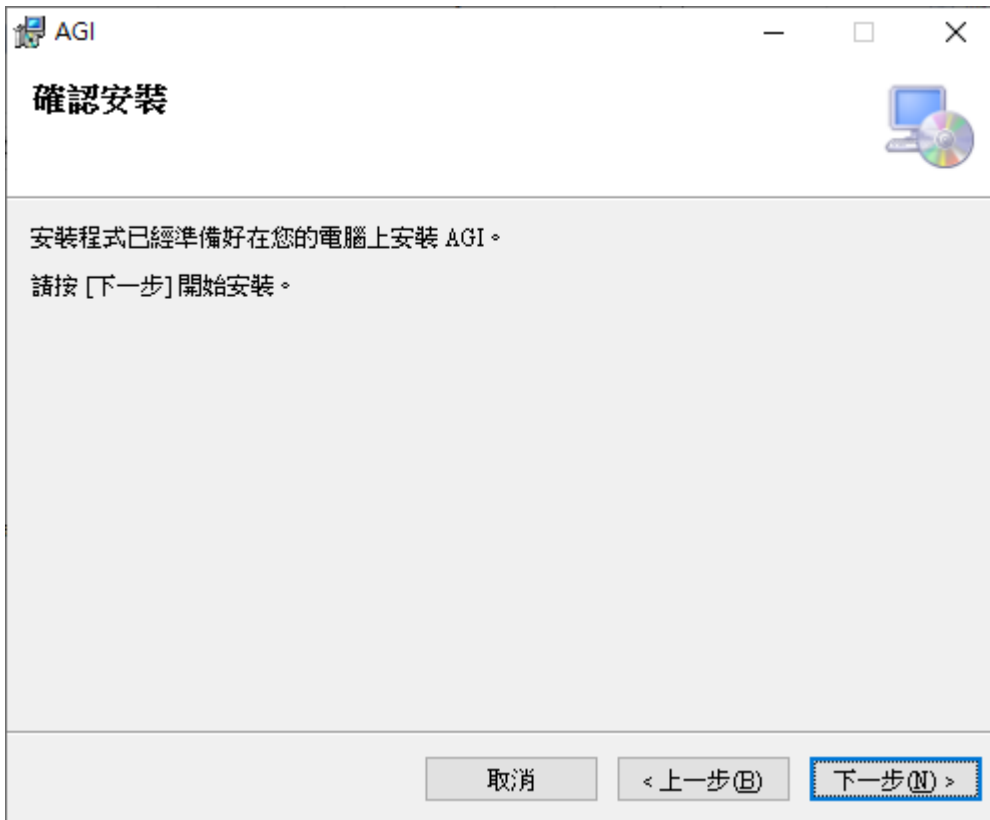 AGI
確認安裝
安裝程式已經準備好在您的電腦上安裝 AGI。
請按 [下一步] 開始安裝。
取消
< 上一步(B)
下一步(N) >